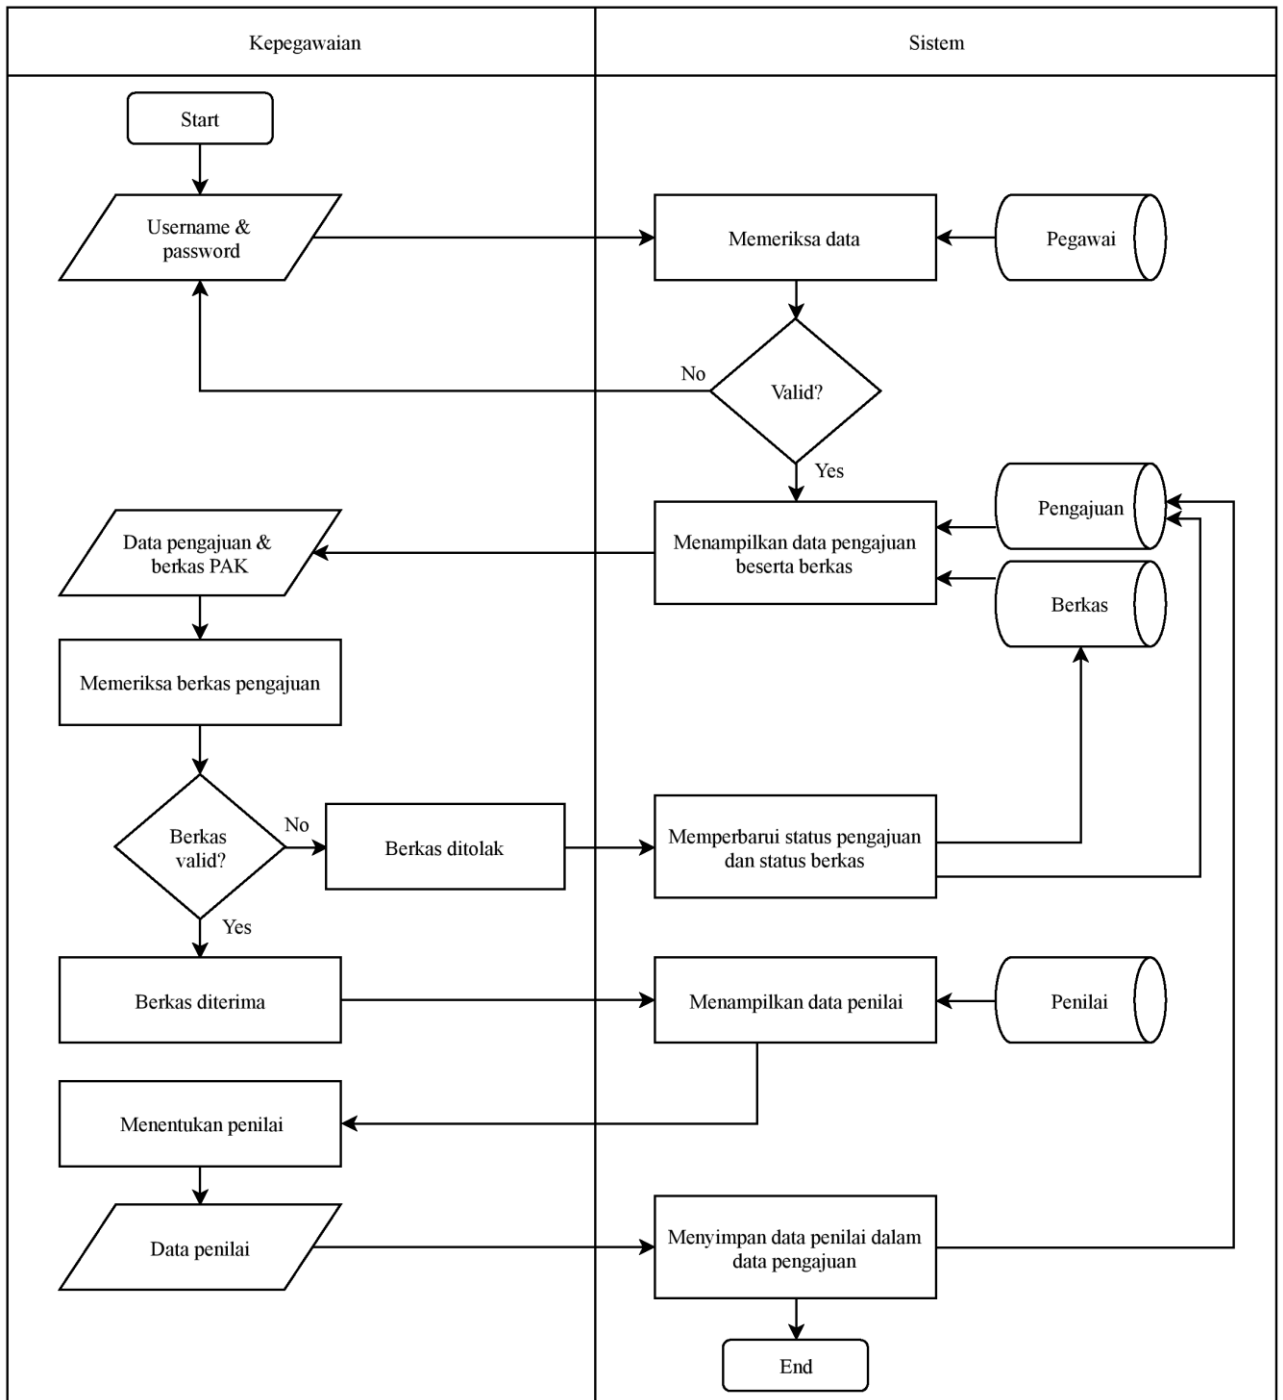 Kepegawaian
Sistem
Start
Username &
password
Memeriksa data
Pegawai
No
Valid?
Yes
Data pengajuan &
berkas PAK
Menampilkan data pengajuan
beserta berkas
Pengajuan
Berkas
Memeriksa berkas pengajuan
Berkas
valid?
No
Berkas ditolak
Memperbarui status pengajuan
dan status berkas
Yes
Berkas diterima
Menampilkan data penilai
Penilai
Menentukan penilai
Data penilai
Menyimpan data penilai dalam
data pengajuan
End